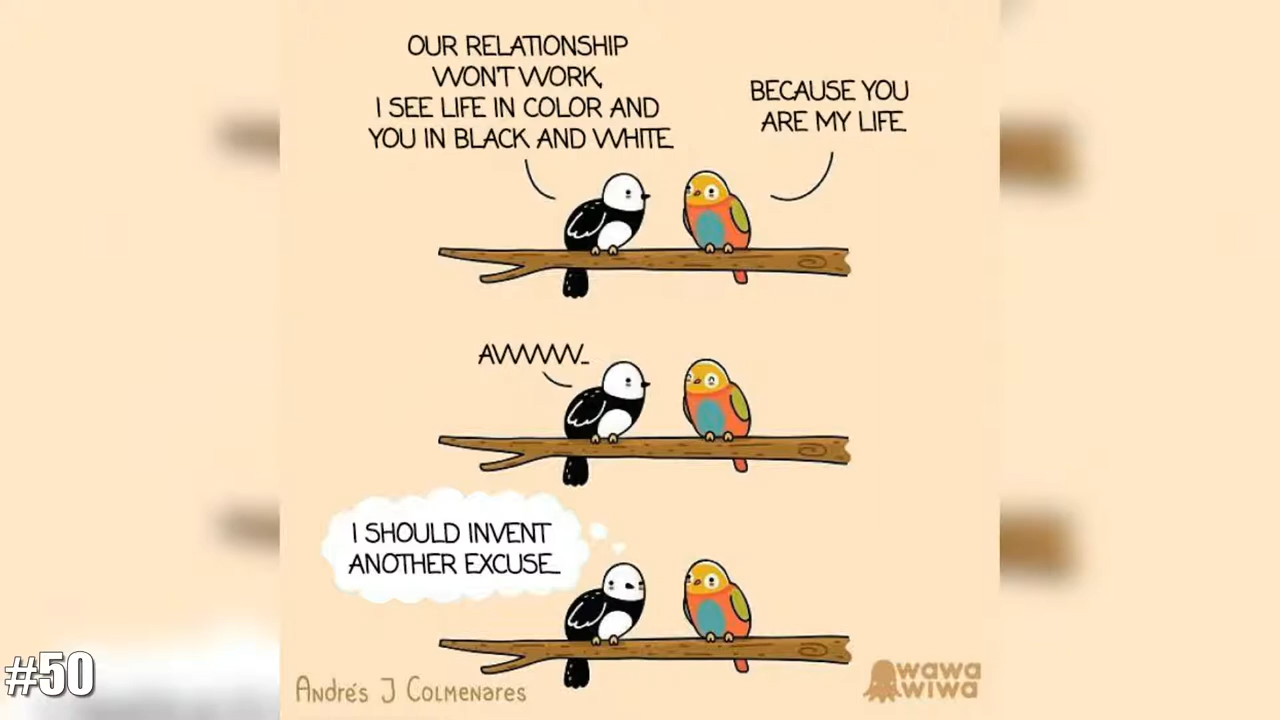 OUR RELATIONSHIP
WON'T WORK,
I SEE LIFE IN COLOR AND
YOU IN BLACK AND WHITE.
BECAUSE YOU
ARE MY LIFE.
AWWWW...
I SHOULD INVENT
ANOTHER EXCUSE...
#50
Andrés J Colmenares
wawa
wiwa